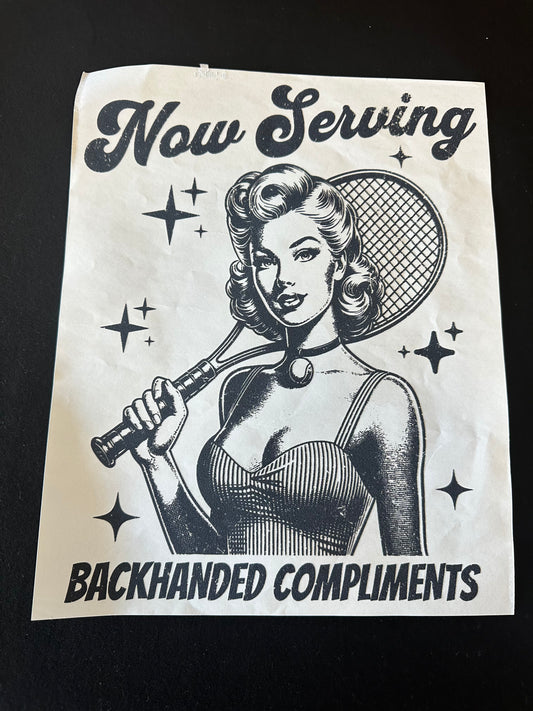 Now Serving
BACKHANDED COMPLIMENTS